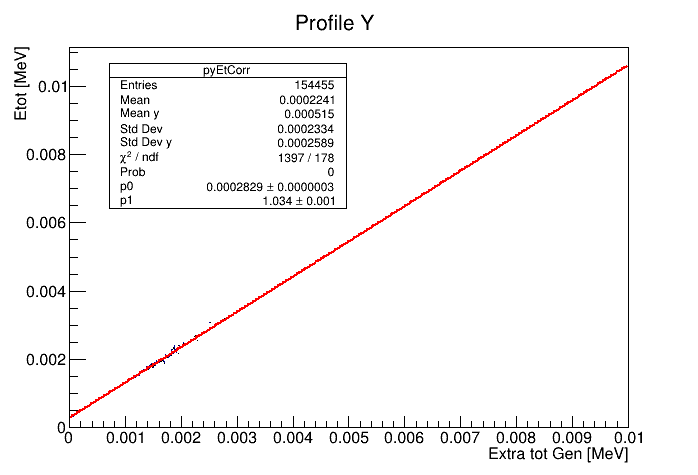 Profile Y
Etot [MeV]
pyEtCorr
Entries 154455
Mean 0.0002241
Mean y 0.000515
Std Dev 0.0002334
Std Dev y 0.0002589
χ² / ndf 1397 / 178
Prob 0
p0 0.0002829 ± 0.0000003
p1 1.034 ± 0.001
0.01
0.008
0.006
0.004
0.002
0
0 0.001 0.002 0.003 0.004 0.005 0.006 0.007 0.008 0.009 0.01
Extra tot Gen [MeV]